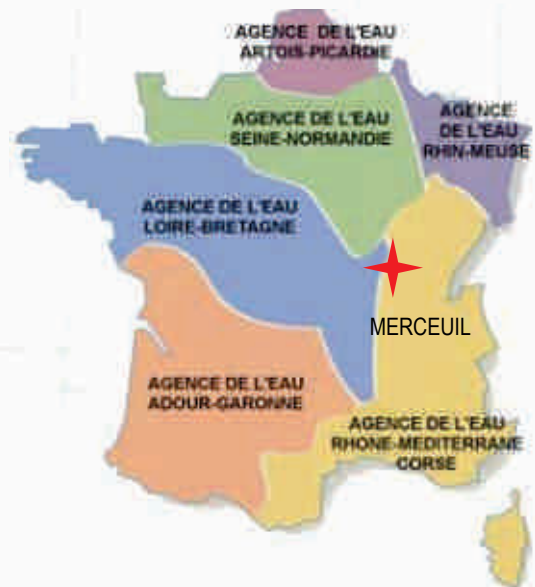 AGENCE DE L'EAU
ARTOIS-PICARDIE
AGENCE DE L'EAU
SEINE-NORMANDIE
AGENCE
DE L'EAU
RHIN-MEUSE
AGENCE DE L'EAU
LOIRE-BRETAGNE
MERCEUIL
AGENCE DE L'EAU
ADOUR-GARONNE
AGENCE DE L'EAU
RHONE-MEDITERRANE
CORSE